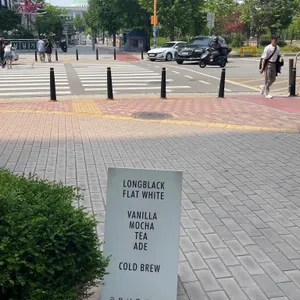 LONGBLACK
FLAT WHITE
VANILLA
MOCHA
TEA
ADE
COLD BREW